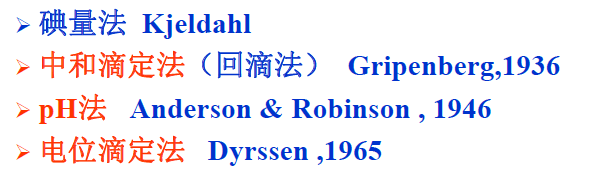 碘量法 Kjeldahl
中和滴定法（回滴法） Gripenberg,1936
pH法 Anderson & Robinson , 1946
电位滴定法 Dyrssen ,1965